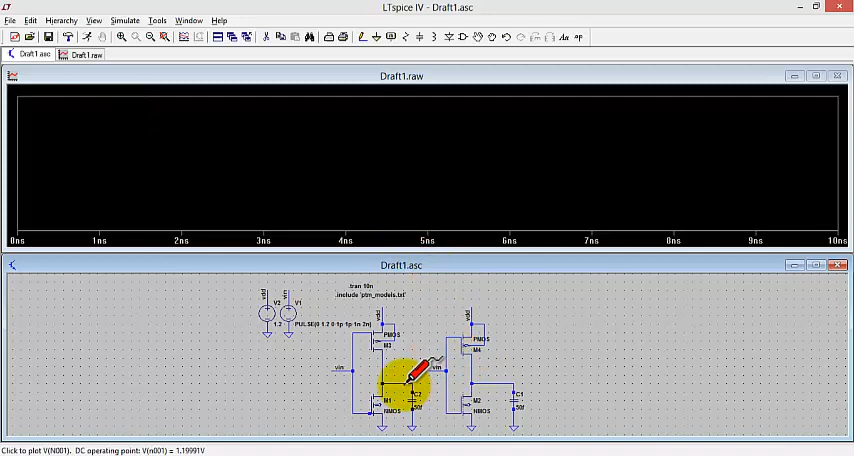 LTspice IV - Draft1.asc
File Edit Hierarchy View Simulate Tools Window Help
Draft1.asc Draft1.raw
Draft1.raw
0ns 1ns 2ns 3ns 4ns 5ns 6ns 7ns 8ns 9ns 10ns
Draft1.asc
.tran 10n
.include 'ptm_models.txt'
vdd vin vdd vdd
V2 V1
1.2 PULSE(0 1.2 0 1p 1p 1n 2n)
PMOS PMOS
M3 M4
vin vin
M1 C2 M2 C1
NMOS 50f NMOS 50f
Click to plot V(N001). DC operating point: V(n001) = 1.19991V